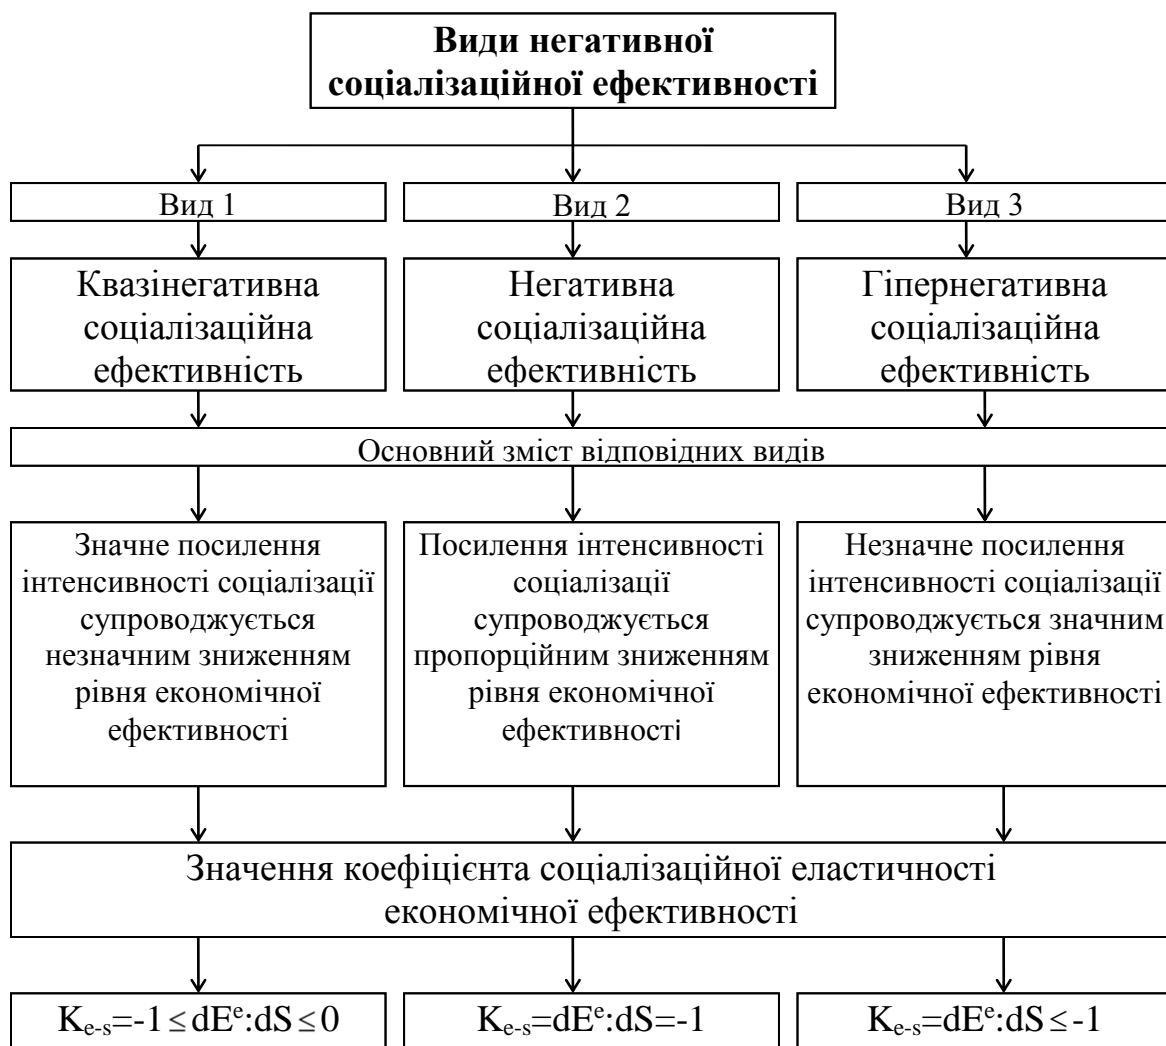 Види негативної
соціалізаційної ефективності
Вид 1
Вид 2
Вид 3
Квазінегативна
соціалізаційна
ефективність
Негативна
соціалізаційна
ефективність
Гіпернегативна
соціалізаційна
ефективність
Основний зміст відповідних видів
Значне посилення
інтенсивності соціалізації
супроводжується
незначним зниженням
рівня економічної
ефективності
Посилення інтенсивності
соціалізації
супроводжується
пропорційним зниженням
рівня економічної
ефективності
Незначне посилення
інтенсивності соціалізації
супроводжується значним
зниженням рівня
економічної ефективності
Значення коефіцієнта соціалізаційної еластичності
економічної ефективності
K₍e-s₎=-1 ≤ dEᵉ:dS ≤ 0
K₍e-s₎=dEᵉ:dS=-1
K₍e-s₎=dEᵉ:dS ≤ -1